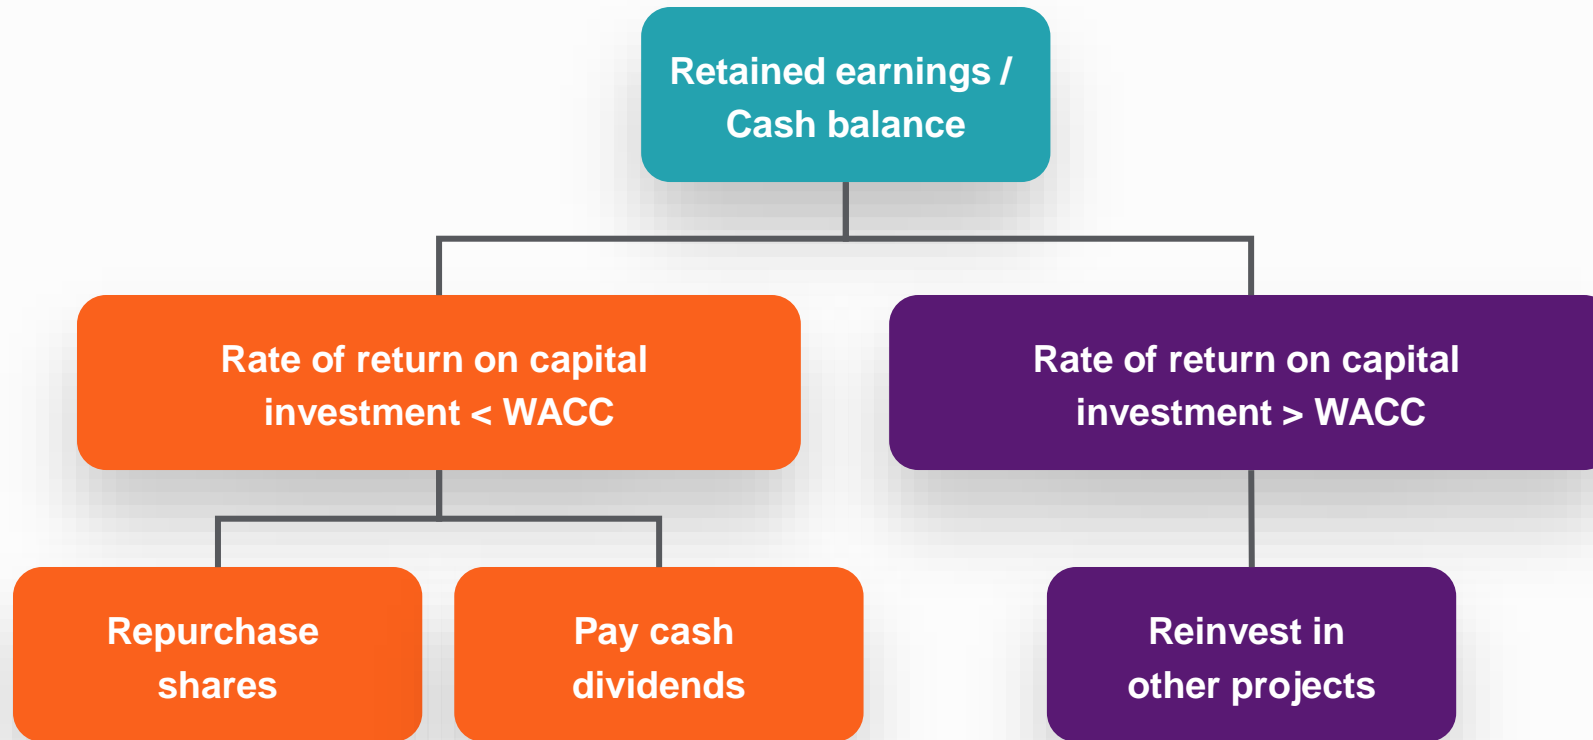 Retained earnings /
Cash balance
Rate of return on capital
investment < WACC
Rate of return on capital
investment > WACC
Repurchase
shares
Pay cash
dividends
Reinvest in
other projects